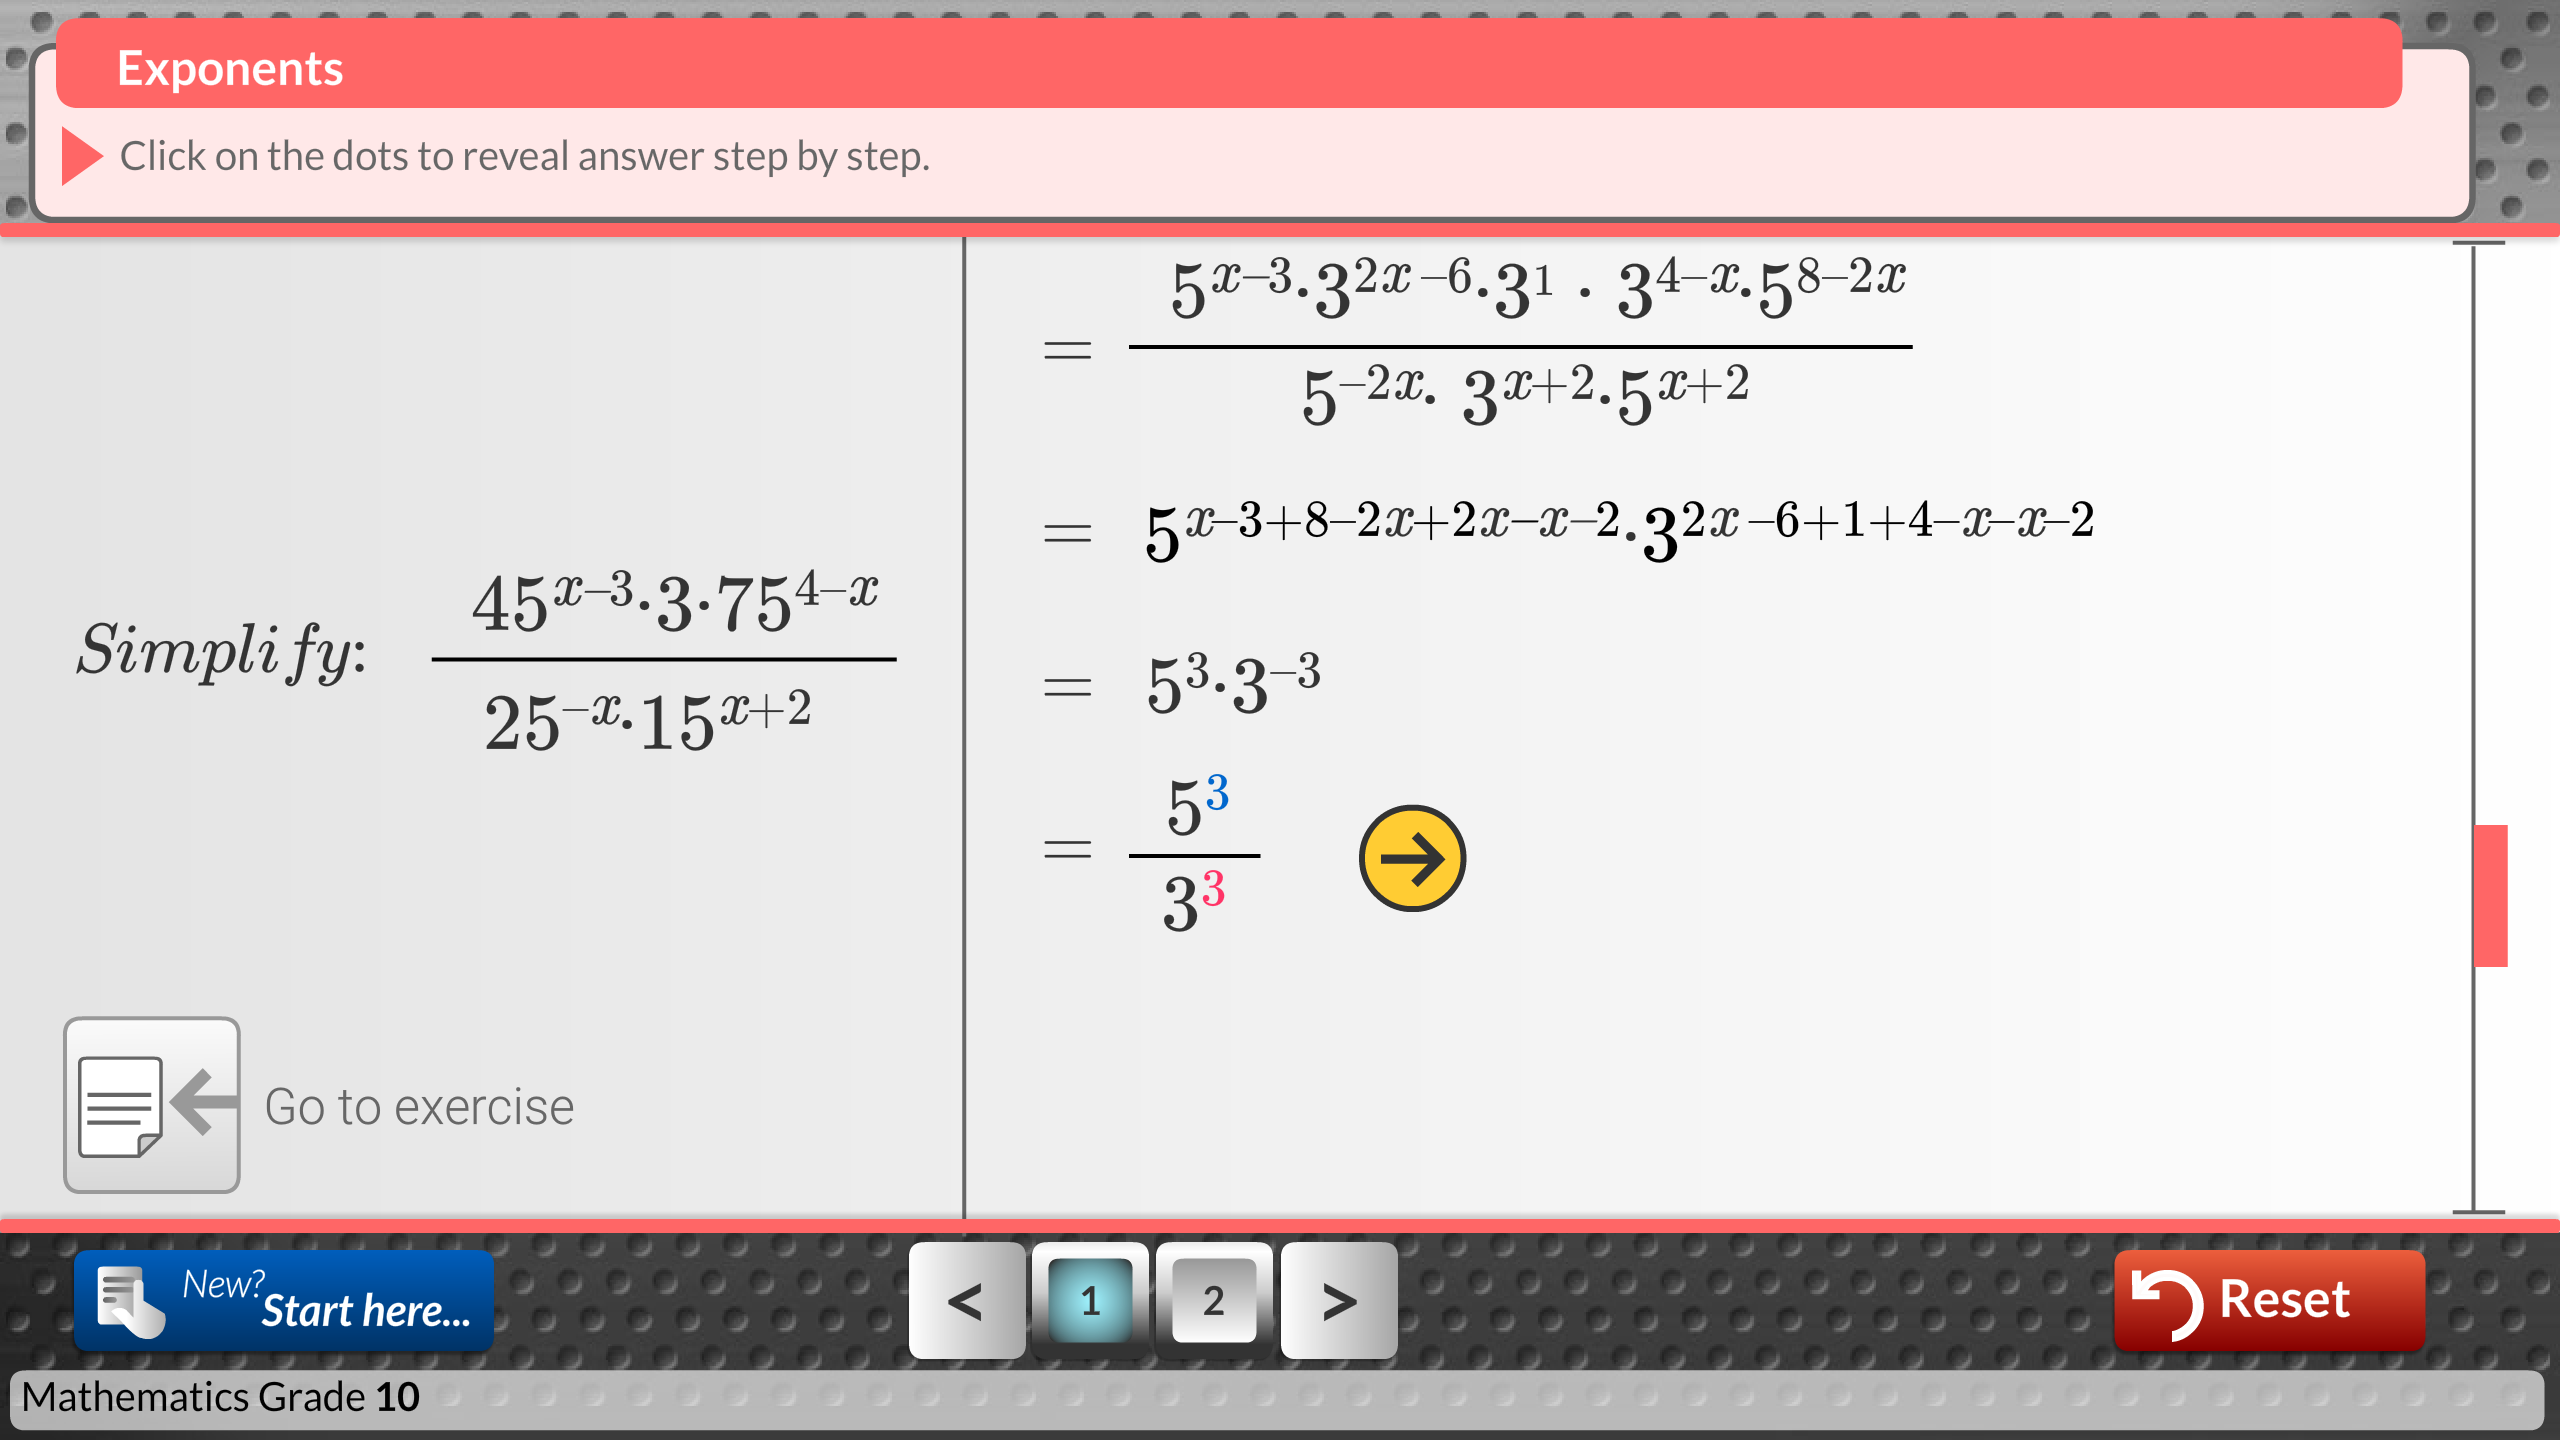 Exponents
Click on the dots to reveal answer step by step.
Simplify: \frac{45^{x-3}·3·75^{4-x}}{25^{-x}·15^{x+2}}
= \frac{5^{x-3}·3^{2x-6}·3^{1} · 3^{4-x}·5^{8-2x}}{5^{-2x}· 3^{x+2}·5^{x+2}}
= 5^{x-3+8-2x+2x-x-2}·3^{2x-6+1+4-x-x-2}
= 5^{3}·3^{-3}
= \frac{5^{3}}{3^{3}}
Go to exercise
New? Start here...
< 1 2 >
Reset
Mathematics Grade 10